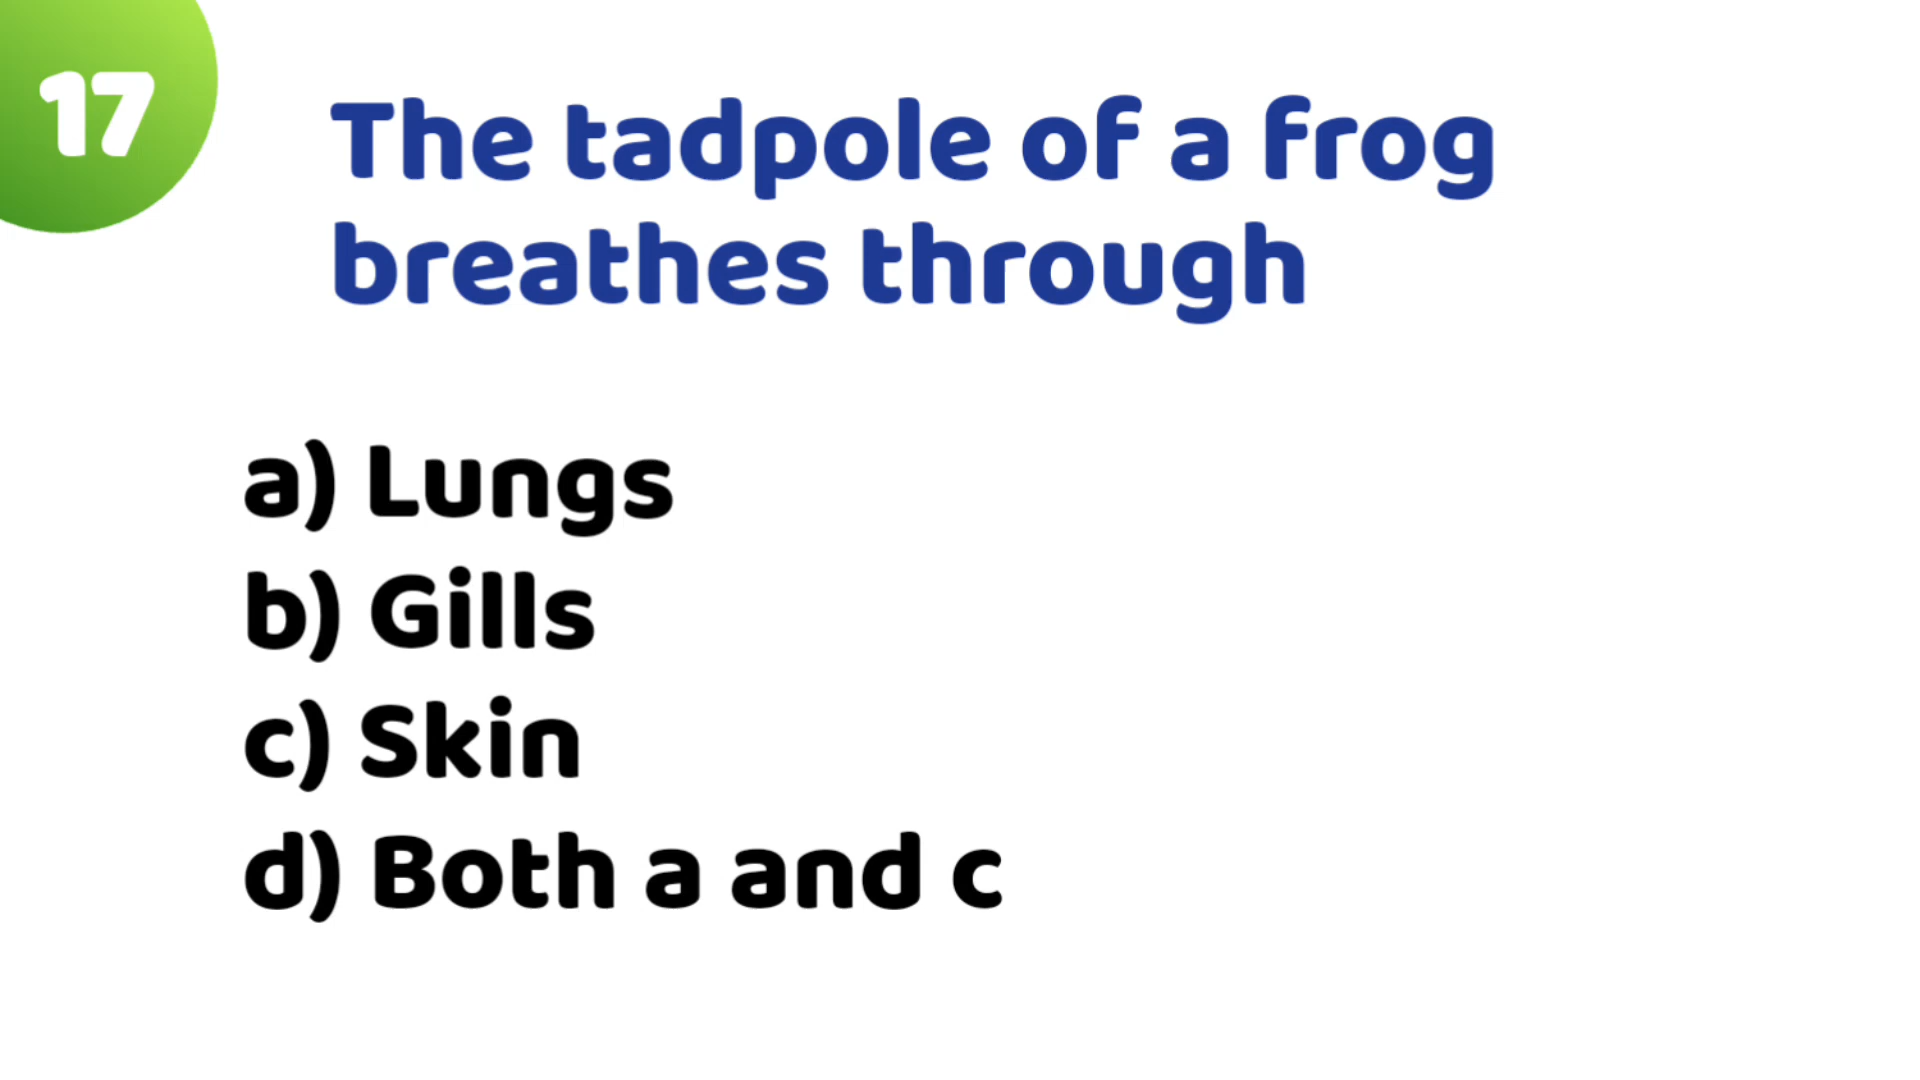 17
The tadpole of a frog
breathes through
a) Lungs
b) Gills
c) Skin
d) Both a and c